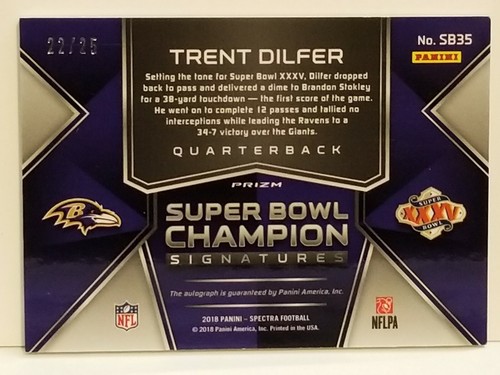 22/25
TRENT DILFER
No. SB35
PANINI
Setting the tone for Super Bowl XXXV, Dilfer dropped
back to pass and delivered a dime to Brandon Stokley
for a 38-yard touchdown — the first score of the game.
He went on to complete 12 passes and tallied no
interceptions while leading the Ravens to a
34-7 victory over the Giants.
QUARTERBACK
PRIZM
SUPER BOWL
CHAMPION
SIGNATURES
B
SUPER
XXXV
BOWL
The autograph is guaranteed by Panini America, Inc.
NFL
NFLPA
2018 PANINI – SPECTRA FOOTBALL
© 2018 Panini America, Inc. Printed in the USA.